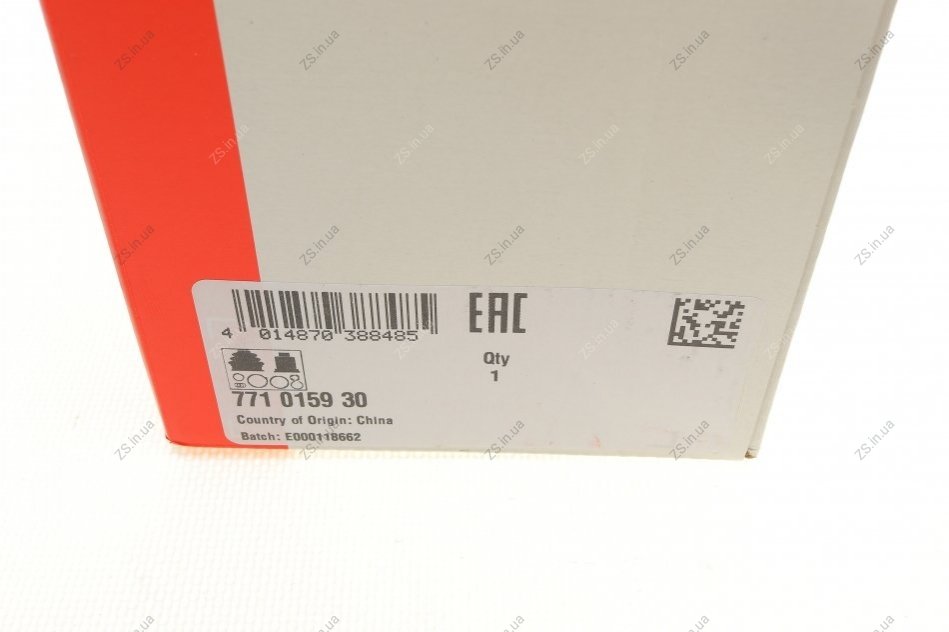 4 014870 388485
EAC
Qty
1
771 0159 30
Country of Origin: China
Batch: E000118662
ZS.in.ua